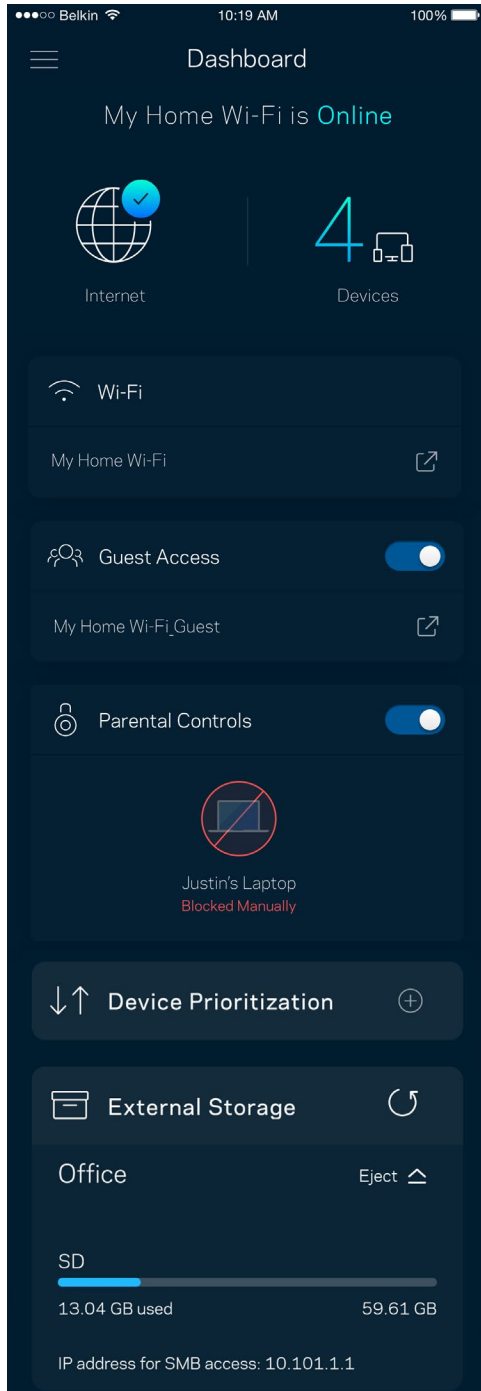 Belkin 10:19 AM 100%
Dashboard
My Home Wi-Fi is Online
4
Internet Devices
Wi-Fi
My Home Wi-Fi
Guest Access
My Home Wi-Fi_Guest
Parental Controls
Justin's Laptop
Blocked Manually
Device Prioritization
External Storage
Office Eject
SD
13.04 GB used 59.61 GB
IP address for SMB access: 10.101.1.1